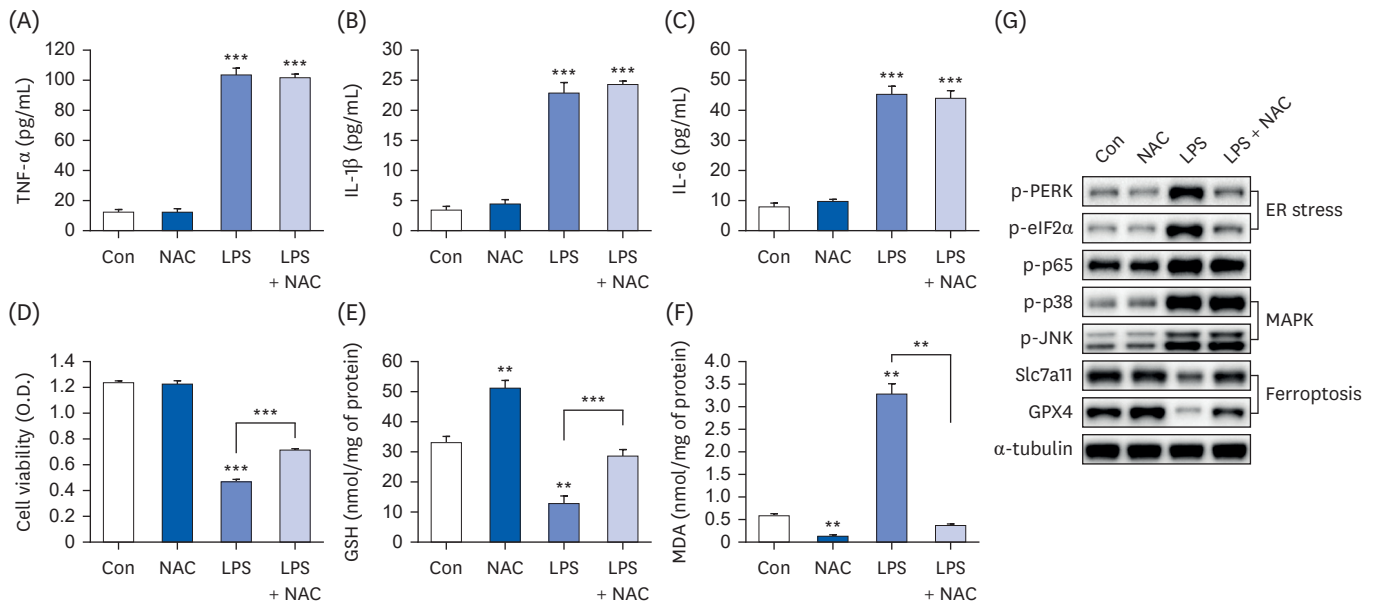 (A)
TNF-α (pg/mL)
120
100
80
60
40
20
0
***
***
Con
NAC
LPS
LPS
+ NAC
(B)
IL-1β (pg/mL)
30
25
20
15
10
5
0
***
***
Con
NAC
LPS
LPS
+ NAC
(C)
IL-6 (pg/mL)
60
50
40
30
20
10
0
***
***
Con
NAC
LPS
LPS
+ NAC
(D)
Cell viability (O.D.)
1.4
1.2
1.0
0.8
0.6
0.4
0.2
0
***
***
Con
NAC
LPS
LPS
+ NAC
(E)
GSH (nmol/mg of protein)
60
50
40
30
20
10
0
**
***
**
Con
NAC
LPS
LPS
+ NAC
(F)
MDA (nmol/mg of protein)
4.0
3.5
3.0
2.5
2.0
1.5
1.0
0.5
0
**
**
**
Con
NAC
LPS
LPS
+ NAC
(G)
Con
NAC
LPS
LPS + NAC
p-PERK
p-eIF2α
ER stress
p-p65
p-p38
p-JNK
MAPK
Slc7a11
GPX4
Ferroptosis
α-tubulin